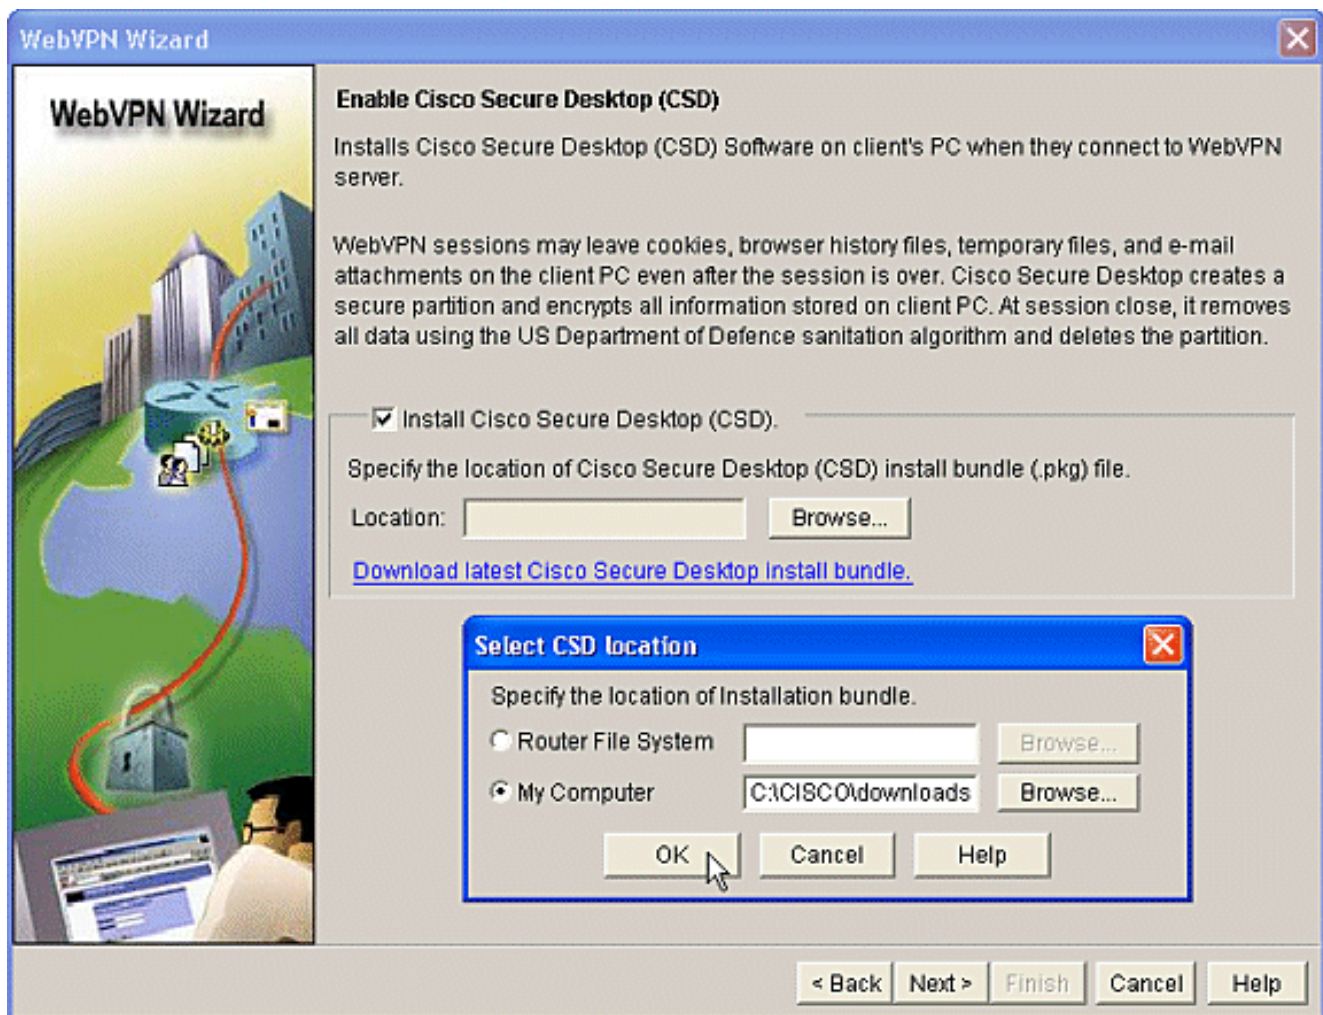 WebVPN Wizard
WebVPN Wizard
Enable Cisco Secure Desktop (CSD)
Installs Cisco Secure Desktop (CSD) Software on client's PC when they connect to WebVPN
server.
WebVPN sessions may leave cookies, browser history files, temporary files, and e-mail
attachments on the client PC even after the session is over. Cisco Secure Desktop creates a
secure partition and encrypts all information stored on client PC. At session close, it removes
all data using the US Department of Defence sanitation algorithm and deletes the partition.
Install Cisco Secure Desktop (CSD).
Specify the location of Cisco Secure Desktop (CSD) install bundle (.pkg) file.
Location: Browse...
Download latest Cisco Secure Desktop install bundle.
Select CSD location
Specify the location of Installation bundle.
Router File System Browse...
My Computer C:\CISCO\downloads Browse...
OK Cancel Help
< Back Next > Finish Cancel Help